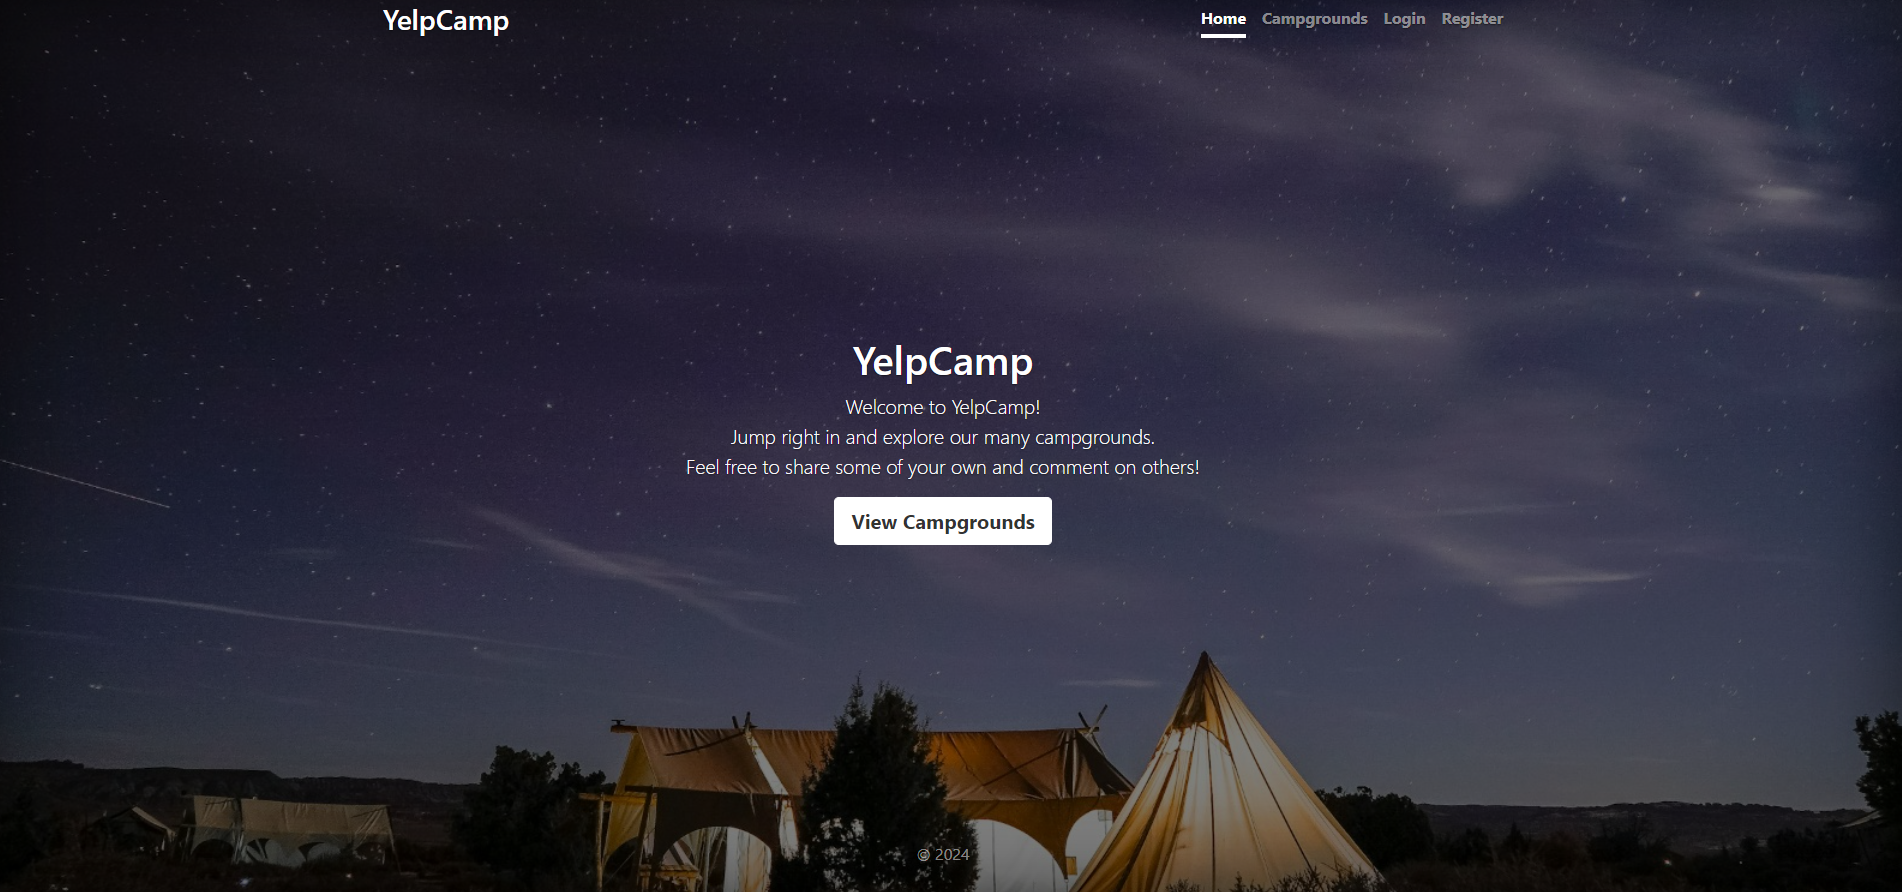 YelpCamp
Home Campgrounds Login Register
YelpCamp
Welcome to YelpCamp!
Jump right in and explore our many campgrounds.
Feel free to share some of your own and comment on others!
View Campgrounds
@ 2024